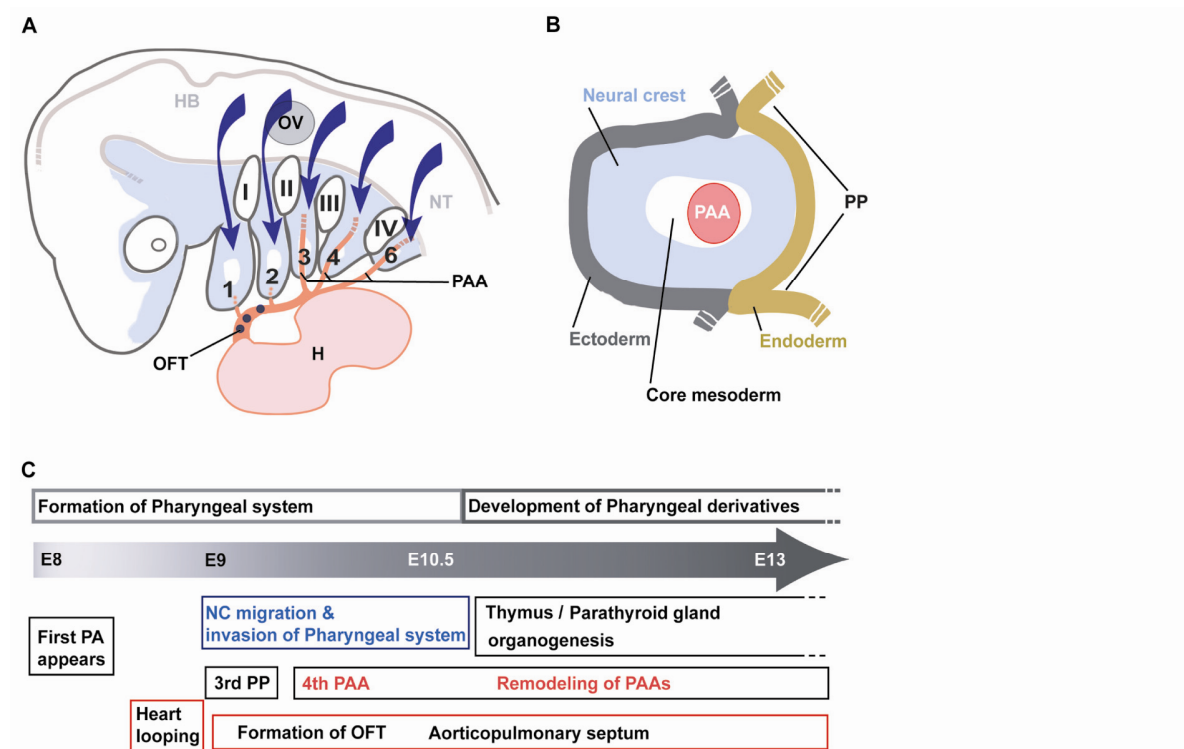 A
HB
OV
NT
I
II
III
IV
1
2
3
4
6
PAA
OFT
H
B
Neural crest
PAA
PP
Ectoderm
Endoderm
Core mesoderm
C
Formation of Pharyngeal system
Development of Pharyngeal derivatives
E8
E9
E10.5
E13
First PA
appears
NC migration &
invasion of Pharyngeal system
Thymus / Parathyroid gland
organogenesis
3rd PP
4th PAA
Remodeling of PAAs
Heart
looping
Formation of OFT
Aorticopulmonary septum